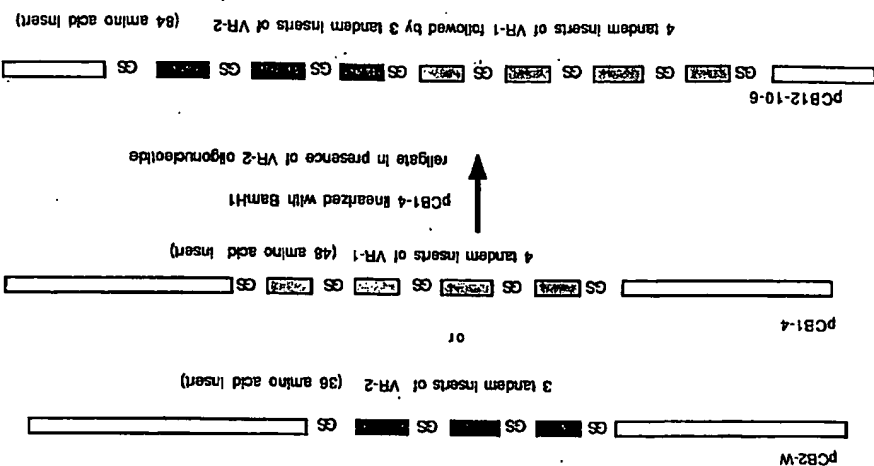 pCB2-W
GS GS GS GS
3 tandem inserts of VR-2 (36 amino acid insert)
or
pCB1-4
GS GS GS GS GS
4 tandem inserts of VR-1 (48 amino acid insert)
pCB1-4 linearized with BamH1
religate in presence of VR-2 oligonucleotide
pCB12-10-6
GS GS GS GS GS GS GS GS
4 tandem inserts of VR-1 followed by 3 tandem inserts of VR-2 (84 amino acid insert)